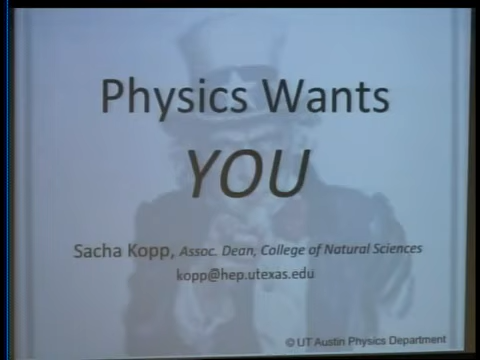 Physics Wants
YOU
Sacha Kopp, Assoc. Dean, College of Natural Sciences
kopp@hep.utexas.edu
© UT Austin Physics Department